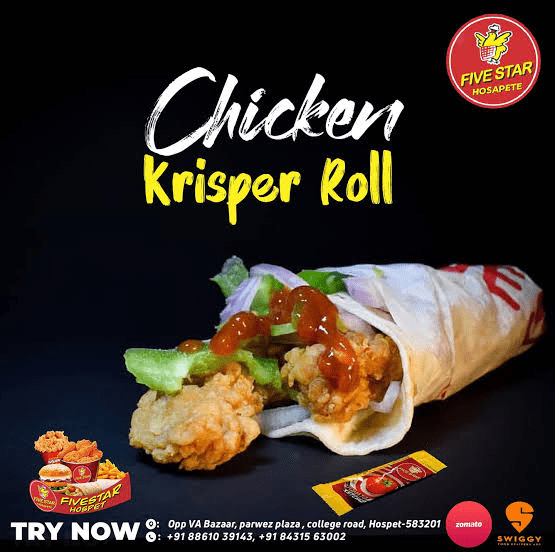 FIVE STAR
HOSAPETE
Chicken
Krisper Roll
FIVESTAR
HOSPET
TRY NOW
: Opp VA Bazaar, parwez plaza , college road, Hospet-583201
: +91 88610 39143, +91 84315 63002
zomato
SWIGGY